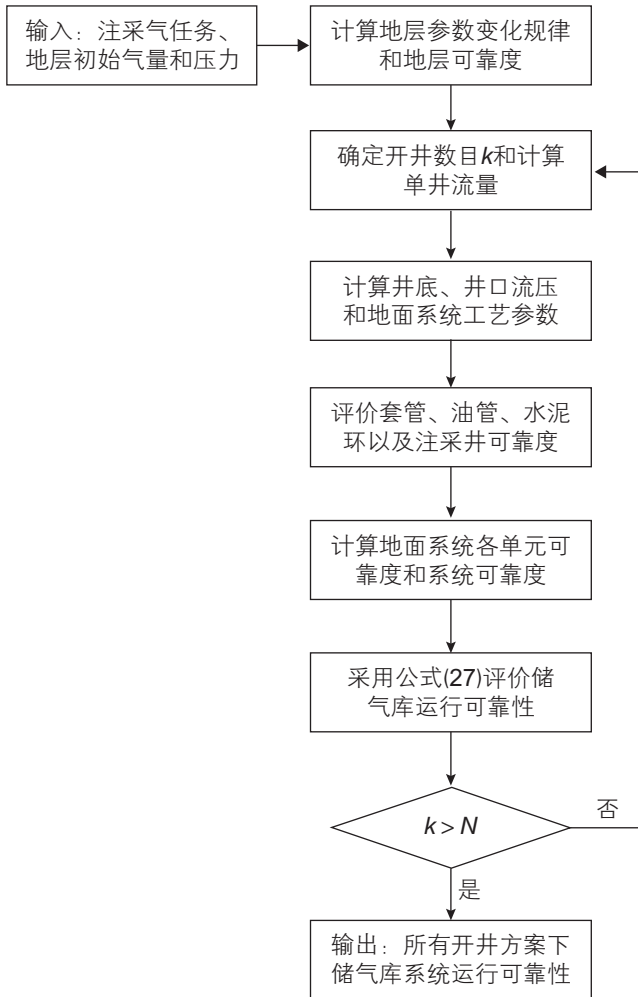 输入：注采气任务、
地层初始气量和压力
计算地层参数变化规律
和地层可靠度
确定开井数目k和计算
单井流量
计算井底、井口流压
和地面系统工艺参数
评价套管、油管、水泥
环以及注采井可靠度
计算地面系统各单元可
靠度和系统可靠度
采用公式(27)评价储
气库运行可靠性
k > N
否
是
输出：所有开井方案下
储气库系统运行可靠性